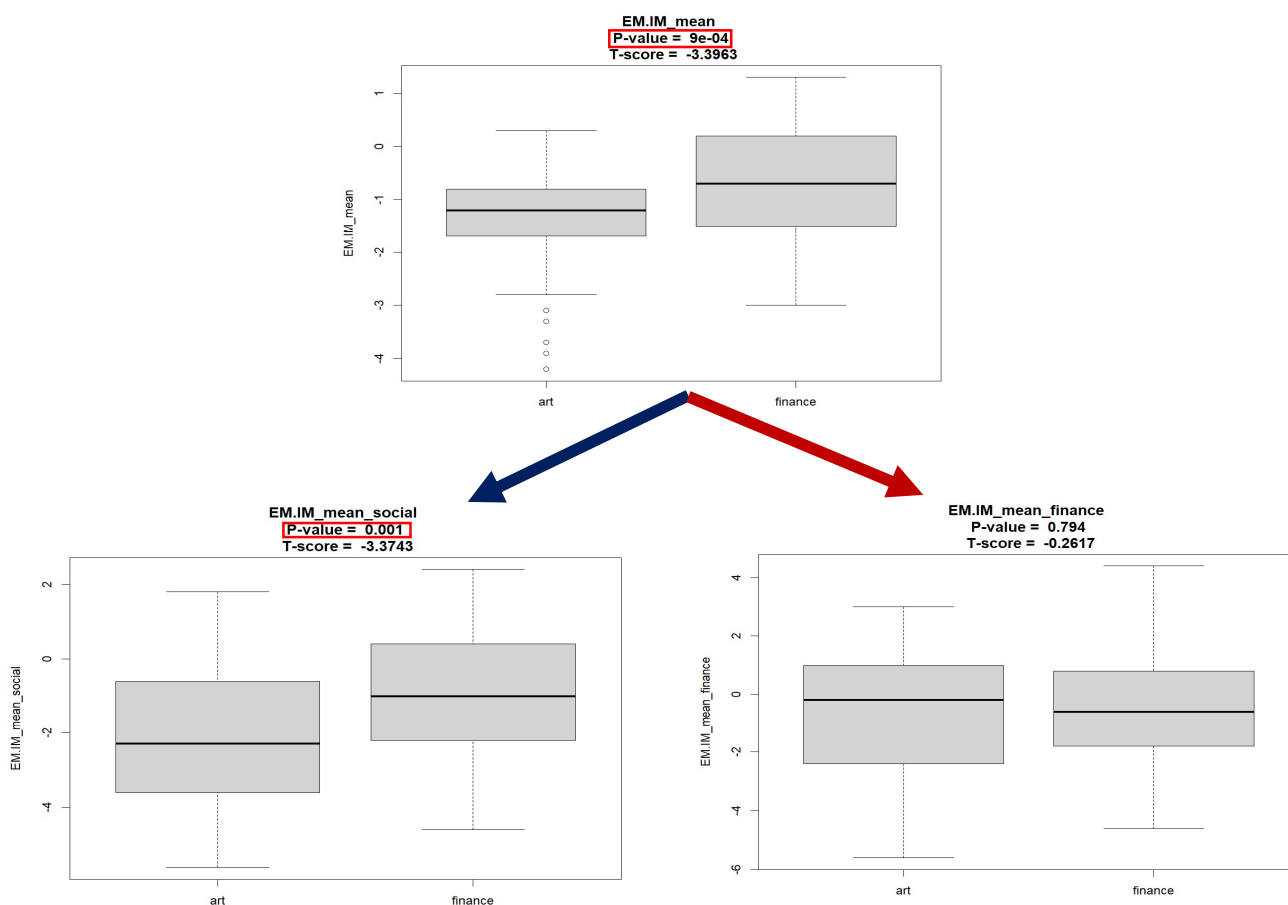 EM.IM_mean
P-value = 9e-04
T-score = -3.3963
1
0
-1
-2
-3
-4
EM.IM_mean
art finance
EM.IM_mean_social
P-value = 0.001
T-score = -3.3743
2
0
-2
-4
EM.IM_mean_social
art finance
EM.IM_mean_finance
P-value = 0.794
T-score = -0.2617
4
2
0
-2
-4
-6
EM.IM_mean_finance
art finance